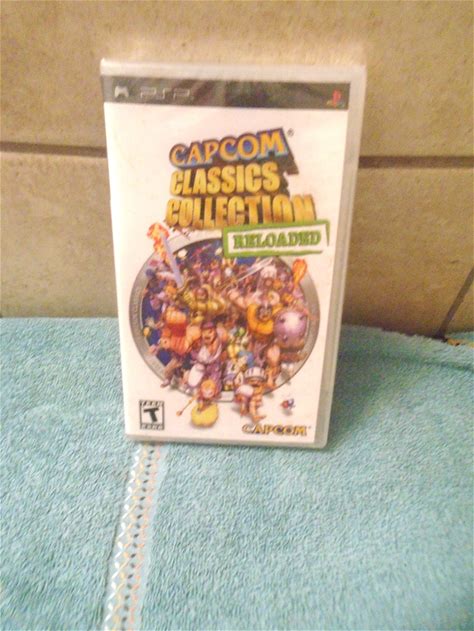 PSP
CAPCOM®
CLASSICS
COLLECTION
RELOADED
TEEN
T
CAPCOM